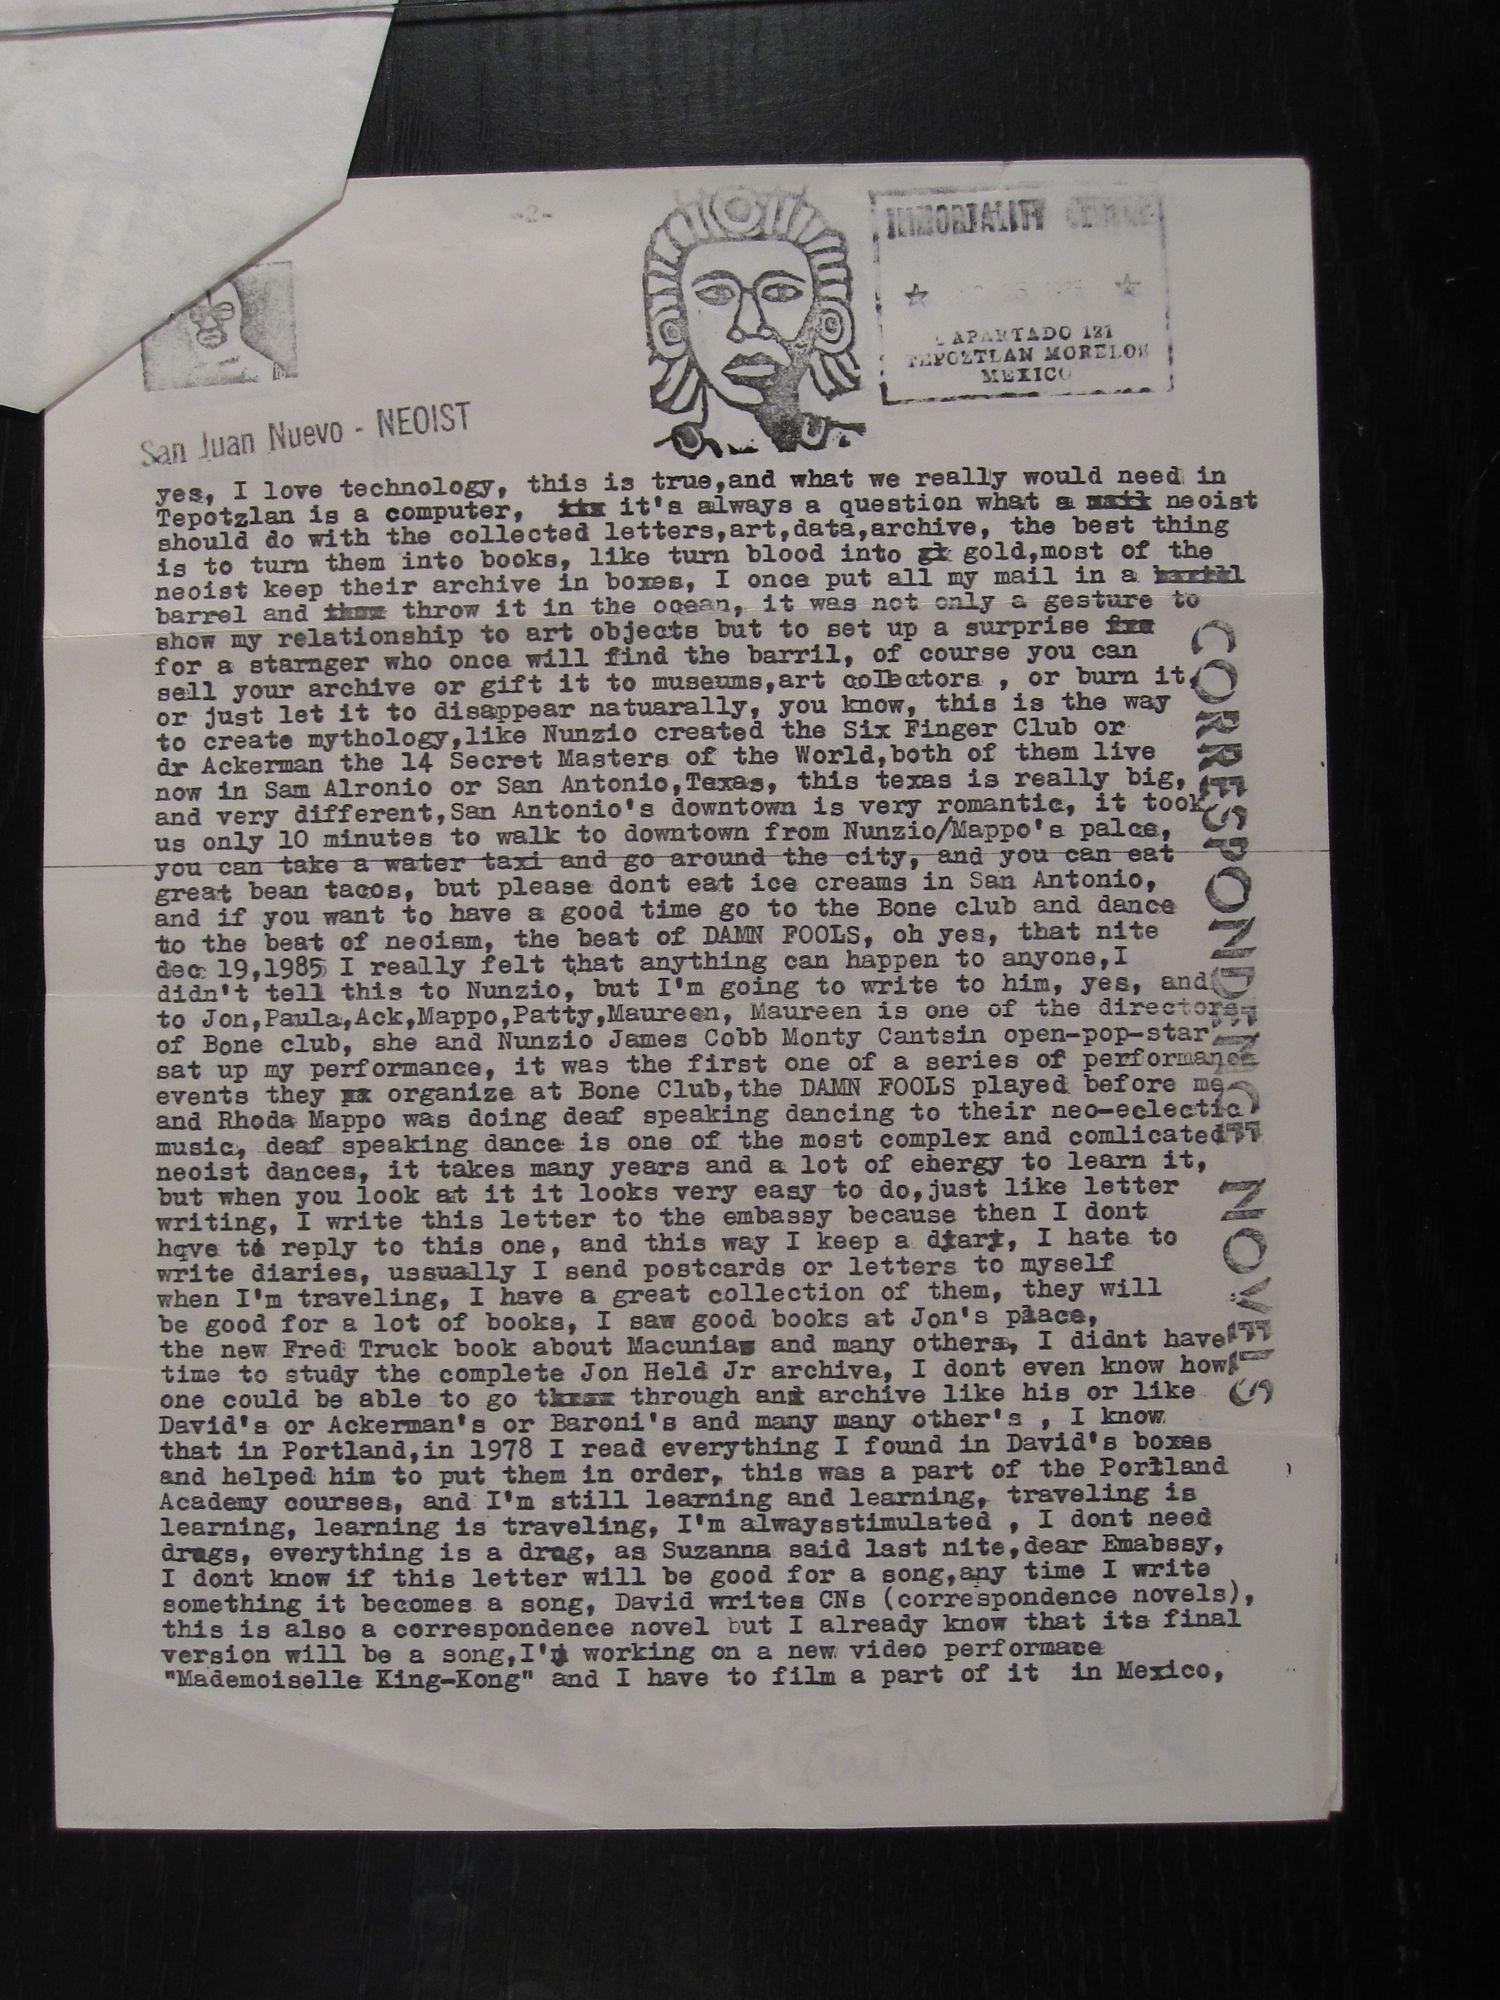 -2-
IMMORTALITY
APARTADO 121
TEPOZTLAN MORELOS
MEXICO
San Juan Nuevo - NEOIST
yes, I love technology, this is true,and what we really would need in
Tepotzlan is a computer, it's always a question what a neoist
should do with the collected letters,art,data,archive, the best thing
is to turn them into books, like turn blood into gold,most of the
neoist keep their archive in boxes, I once put all my mail in a
barrel and throw it in the ocean, it was not only a gesture to
show my relationship to art objects but to set up a surprise
for a starnger who once will find the barril, of course you can
sell your archive or gift it to museums,art collectors , or burn it,
or just let it to disappear natuarally, you know, this is the way
to create mythology,like Nunzio created the Six Finger Club or
dr Ackerman the 14 Secret Masters of the World,both of them live
now in Sam Alronio or San Antonio,Texas, this texas is really big,
and very different,San Antonio's downtown is very romantic, it took
us only 10 minutes to walk to downtown from Nunzio/Mappo's palce,
you can take a water taxi and go around the city, and you can eat
great bean tacos, but please dont eat ice creams in San Antonio,
and if you want to have a good time go to the Bone club and dance
to the beat of neoism, the beat of DAMN FOOLS, oh yes, that nite
dec 19,1985 I really felt that anything can happen to anyone,I
didn't tell this to Nunzio, but I'm going to write to him, yes, and
to Jon,Paula,Ack,Mappo,Patty,Maureen, Maureen is one of the directors
of Bone club, she and Nunzio James Cobb Monty Cantsin open-pop-star
sat up my performance, it was the first one of a series of performance
events they organize at Bone Club,the DAMN FOOLS played before me
and Rhoda Mappo was doing deaf speaking dancing to their neo-eclectic
music, deaf speaking dance is one of the most complex and comlicated
neoist dances, it takes many years and a lot of ehergy to learn it,
but when you look at it it looks very easy to do,just like letter
writing, I write this letter to the embassy because then I dont
hqve to reply to this one, and this way I keep a diary, I hate to
write diaries, ussually I send postcards or letters to myself
when I'm traveling, I have a great collection of them, they will
be good for a lot of books, I saw good books at Jon's place,
the new Fred Truck book about Macunias and many others, I didnt have
time to study the complete Jon Held Jr archive, I dont even know how
one could be able to go through an archive like his or like
David's or Ackerman's or Baroni's and many many other's , I know
that in Portland,in 1978 I read everything I found in David's boxes
and helped him to put them in order, this was a part of the Portland
Academy courses, and I'm still learning and learning, traveling is
learning, learning is traveling, I'm alwaysstimulated , I dont need
drugs, everything is a drug, as Suzanna said last nite,dear Emabssy,
I dont know if this letter will be good for a song,any time I write
something it becomes a song, David writes CNs (correspondence novels),
this is also a correspondence novel but I already know that its final
version will be a song,I'm working on a new video performace
"Mademoiselle King-Kong" and I have to film a part of it in Mexico,
CORRESPONDENCE NOVELS